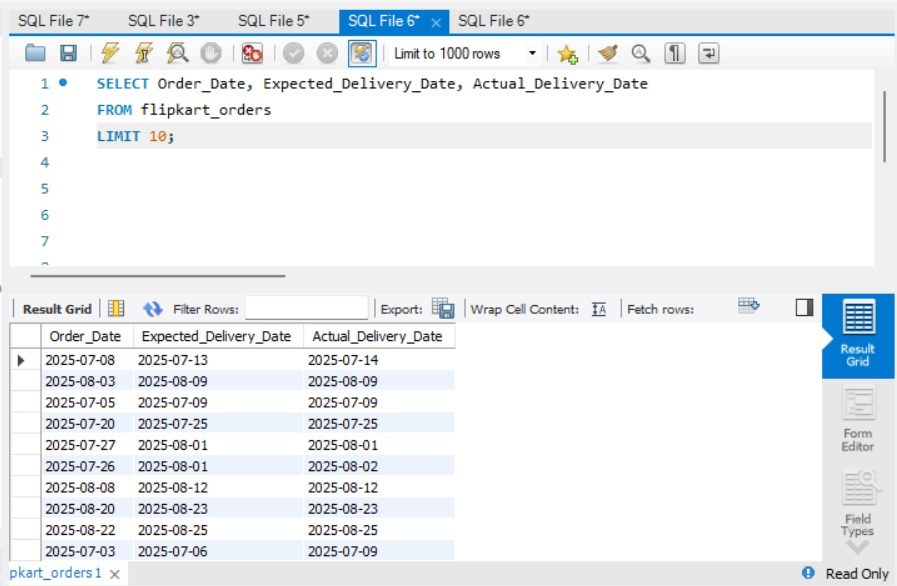 SQL File 7* SQL File 3* SQL File 5* SQL File 6* × SQL File 6*
Limit to 1000 rows
1 SELECT Order_Date, Expected_Delivery_Date, Actual_Delivery_Date
2 FROM flipkart_orders
3 LIMIT 10;
4
5
6
7
Result Grid Filter Rows: Export: Wrap Cell Content: Fetch rows:
Order_Date Expected_Delivery_Date Actual_Delivery_Date
2025-07-08 2025-07-13 2025-07-14
2025-08-03 2025-08-09 2025-08-09
2025-07-05 2025-07-09 2025-07-09
2025-07-20 2025-07-25 2025-07-25
2025-07-27 2025-08-01 2025-08-01
2025-07-26 2025-08-01 2025-08-02
2025-08-08 2025-08-12 2025-08-12
2025-08-20 2025-08-23 2025-08-23
2025-08-22 2025-08-25 2025-08-25
2025-07-03 2025-07-06 2025-07-09
Result
Grid
Form
Editor
Field
Types
pkart_orders 1 ×
Read Only